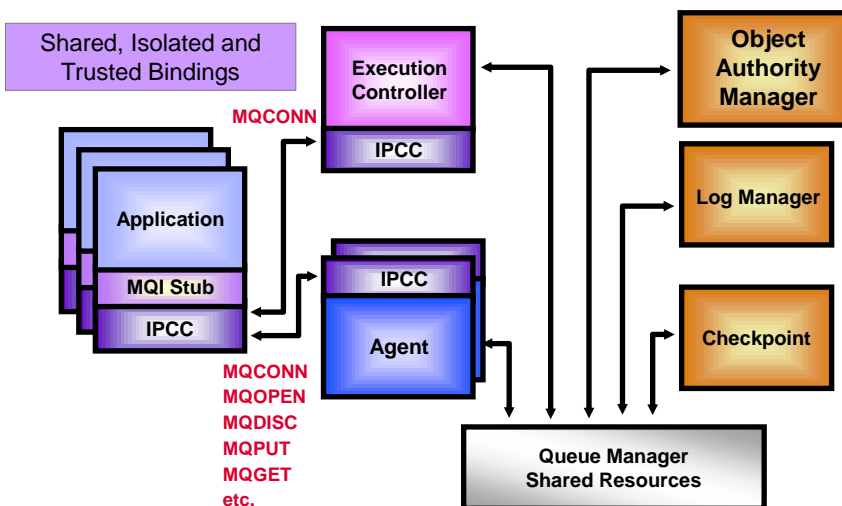 Shared, Isolated and
Trusted Bindings
Execution
Controller
IPCC
Object
Authority
Manager
MQCONN
Application
MQI Stub
IPCC
Log Manager
IPCC
Agent
Checkpoint
MQCONN
MQOPEN
MQDISC
MQPUT
MQGET
etc.
Queue Manager
Shared Resources